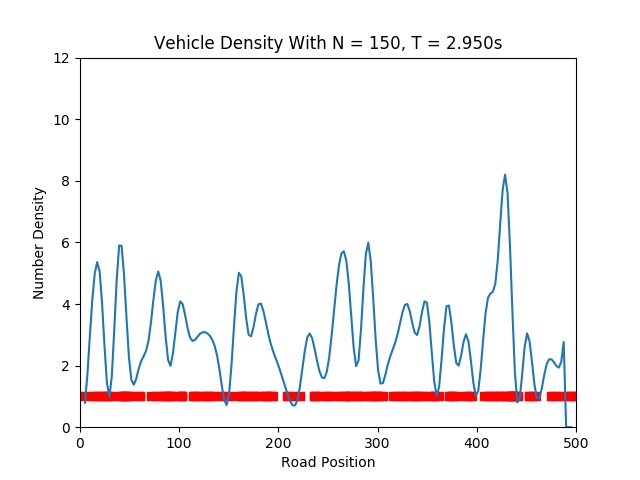 Vehicle Density With N = 150, T = 2.950s
12
10
8
6
4
2
0
Number Density
0 100 200 300 400 500
Road Position